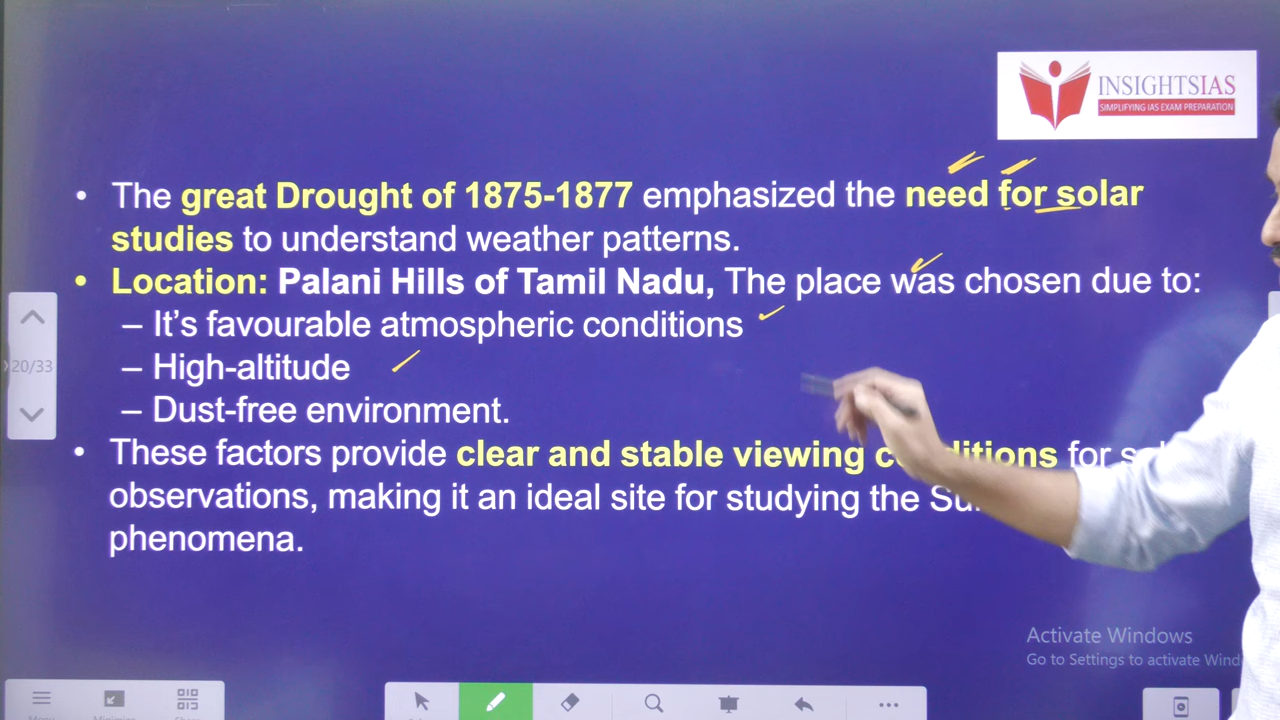 INSIGHTSIAS
SIMPLIFYING IAS EXAM PREPARATION
• The great Drought of 1875-1877 emphasized the need for solar
studies to understand weather patterns.
• Location: Palani Hills of Tamil Nadu, The place was chosen due to:
– It's favourable atmospheric conditions
– High-altitude
– Dust-free environment.
• These factors provide clear and stable viewing conditions for
observations, making it an ideal site for studying the
phenomena.
20/33
Activate Windows
Go to Settings to activate Wind